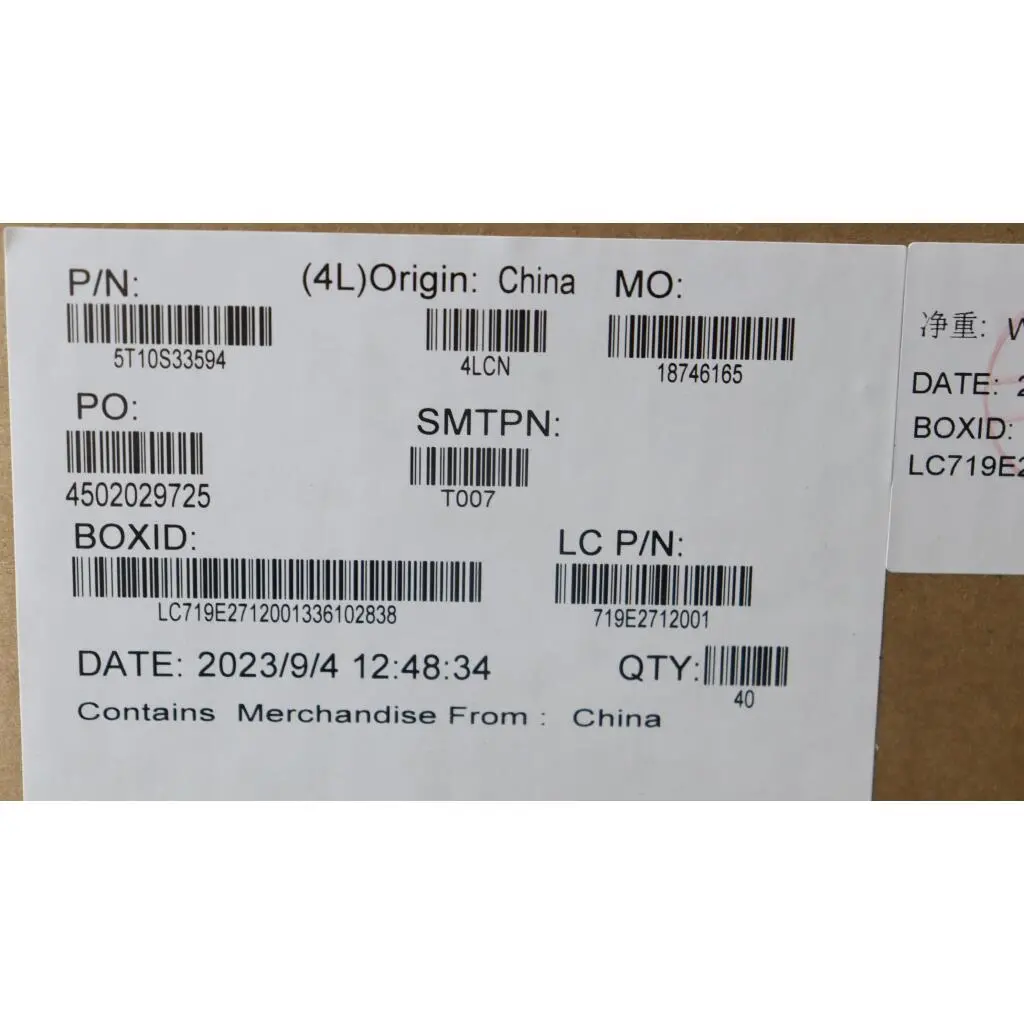 P/N: (4L)Origin: China MO:
5T10S33594 4LCN 18746165
PO: SMTPN:
4502029725 T007
BOXID: LC P/N:
LC719E2712001336102838 719E2712001
DATE: 2023/9/4 12:48:34 QTY:
40
Contains Merchandise From : China
净重:
DATE:
BOXID:
LC719E2